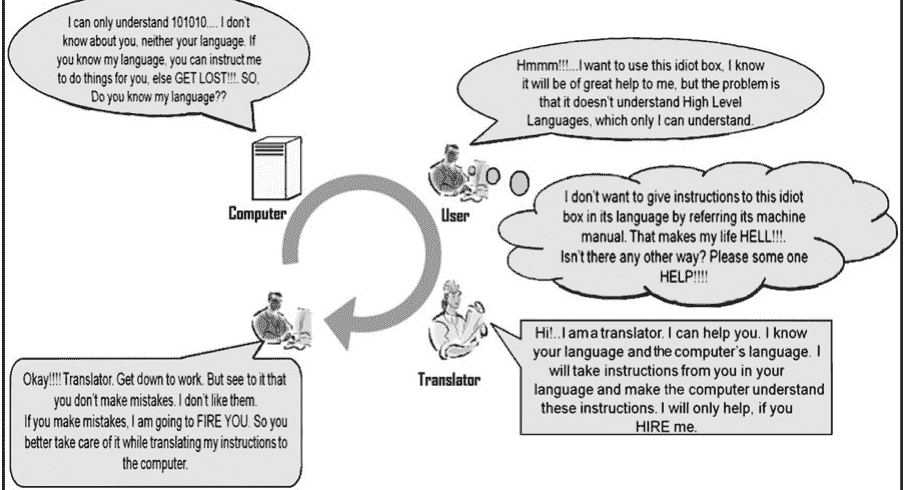 I can only understand 101010.... I don't
know about you, neither your language. If
you know my language, you can instruct me
to do things for you, else GET LOST!!!. SO.
Do you know my language??
Hmmm!!!...I want to use this idiot box, I know
it will be of great help to me, but the problem is
that it doesn't understand High Level
Languages, which only I can understand.
Computer
User
I don't want to give instructions to this idiot
box in its language by referring its machine
manual. That makes my life HELL!!!.
Isn't there any other way? Please some one
HELP!!!!
Translator
Hi!..I am a translator. I can help you. I know
your language and the computer's language. I
will take instructions from you in your
language and make the computer understand
these instructions. I will only help, if you
HIRE me.
Okay!!!! Translator. Get down to work. But see to it that
you don't make mistakes. I don't like them.
If you make mistakes, I am going to FIRE YOU. So you
better take care of it while translating my instructions to
the computer.